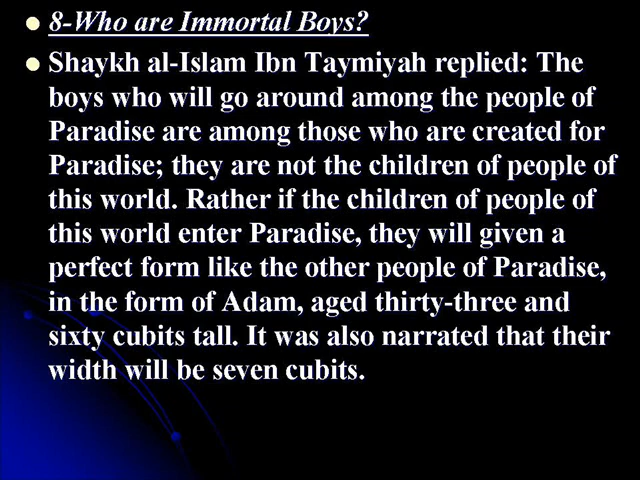 8-Who are Immortal Boys?
Shaykh al-Islam Ibn Taymiyah replied: The
boys who will go around among the people of
Paradise are among those who are created for
Paradise; they are not the children of people of
this world. Rather if the children of people of
this world enter Paradise, they will given a
perfect form like the other people of Paradise,
in the form of Adam, aged thirty-three and
sixty cubits tall. It was also narrated that their
width will be seven cubits.